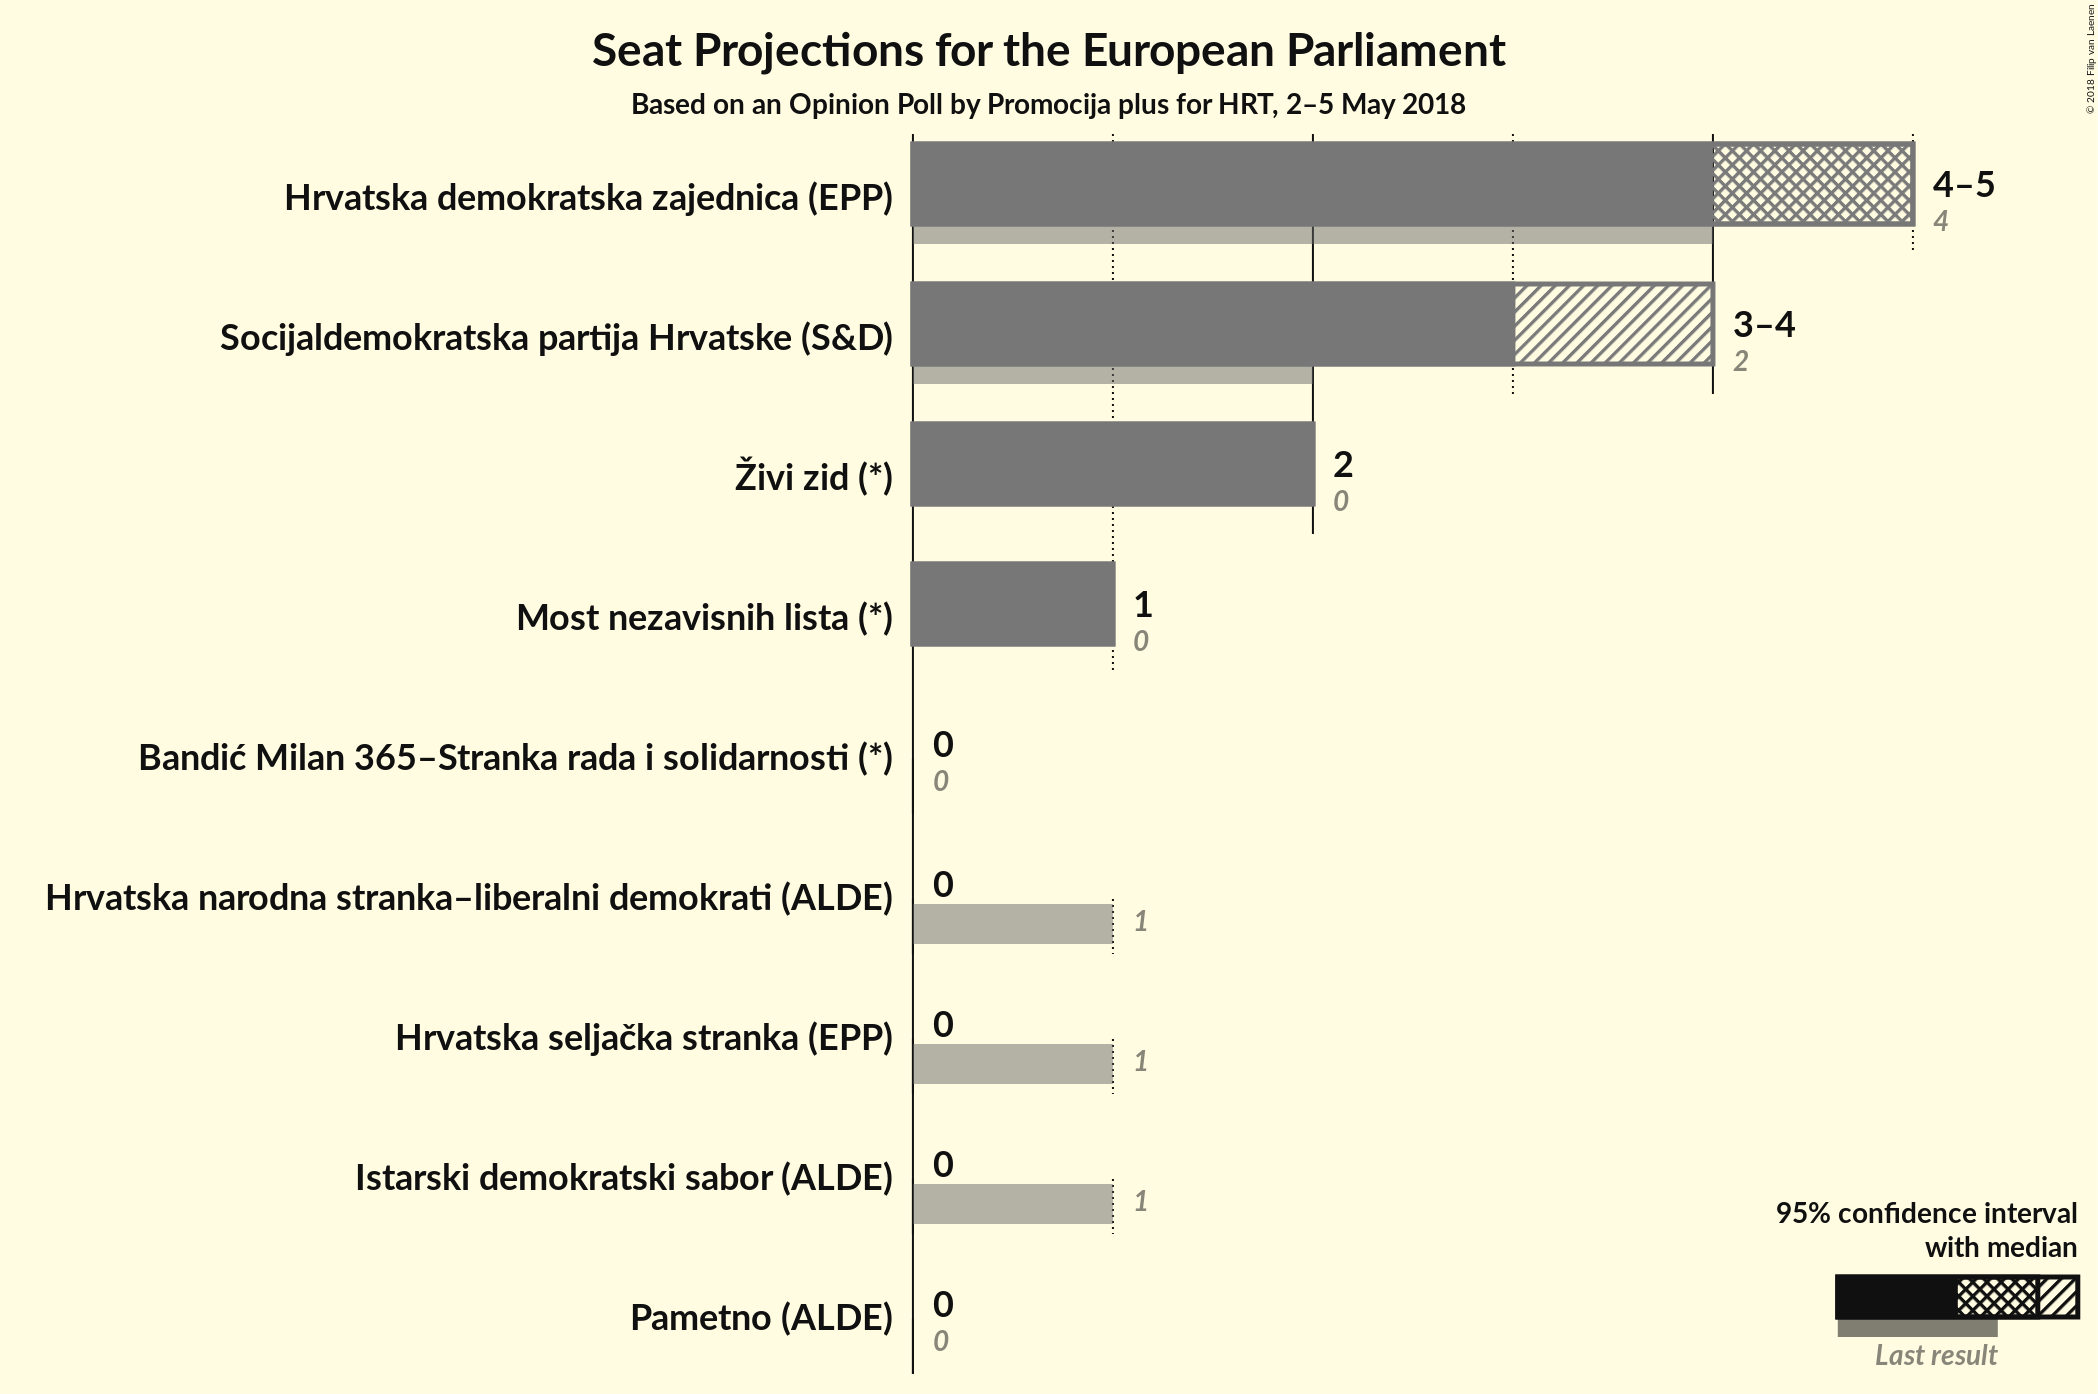 Seat Projections for the European Parliament
Based on an Opinion Poll by Promocija plus for HRT, 2–5 May 2018
© 2018 Filip van Laenen
Hrvatska demokratska zajednica (EPP)
4–5
4
Socijaldemokratska partija Hrvatske (S&D)
3–4
2
Živi zid (*)
2
0
Most nezavisnih lista (*)
1
0
Bandić Milan 365–Stranka rada i solidarnosti (*)
0
0
Hrvatska narodna stranka–liberalni demokrati (ALDE)
0
1
Hrvatska seljačka stranka (EPP)
0
1
Istarski demokratski sabor (ALDE)
0
1
Pametno (ALDE)
0
0
95% confidence interval
with median
Last result